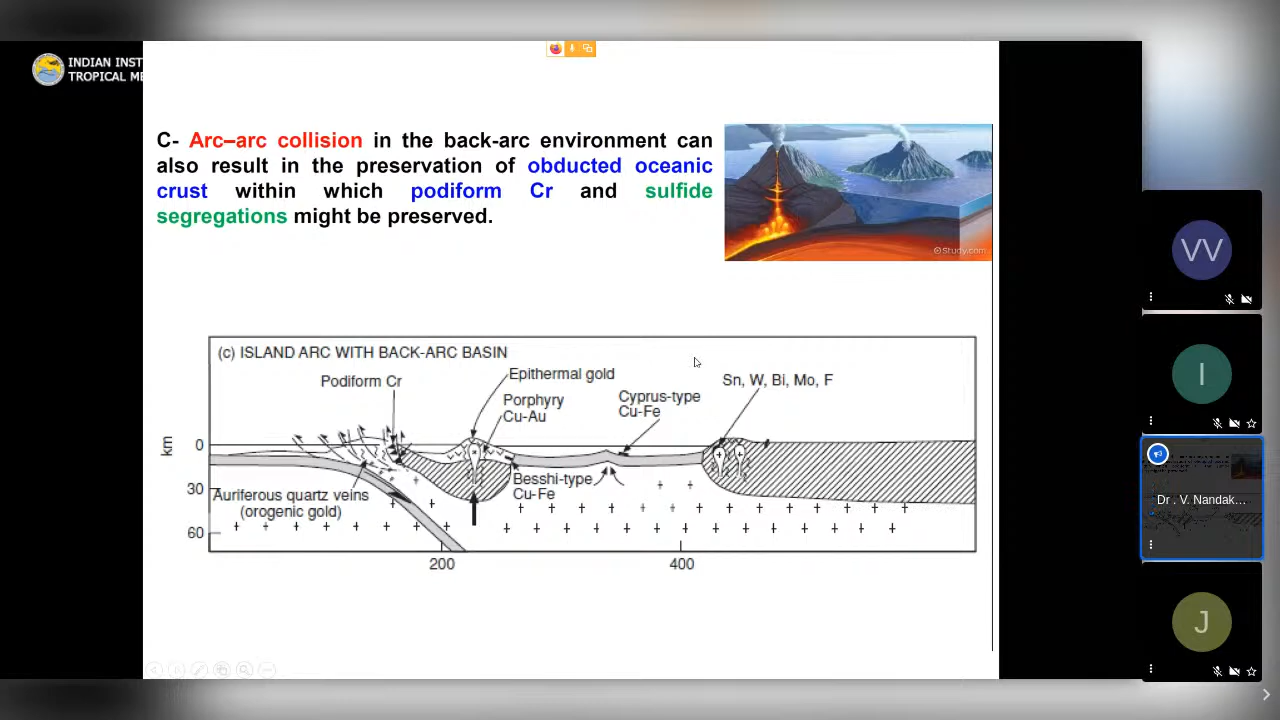 INDIAN INST
TROPICAL ME
C- Arc–arc collision in the back-arc environment can
also result in the preservation of obducted oceanic
crust within which podiform Cr and sulfide
segregations might be preserved.
©Study.com
(c) ISLAND ARC WITH BACK-ARC BASIN
Podiform Cr
Epithermal gold
Porphyry
Cu-Au
Cyprus-type
Cu-Fe
Sn, W, Bi, Mo, F
km
0
30
60
Auriferous quartz veins
(orogenic gold)
Besshi-type
Cu-Fe
200
400
VV
I
Dr . V. Nandak...
J